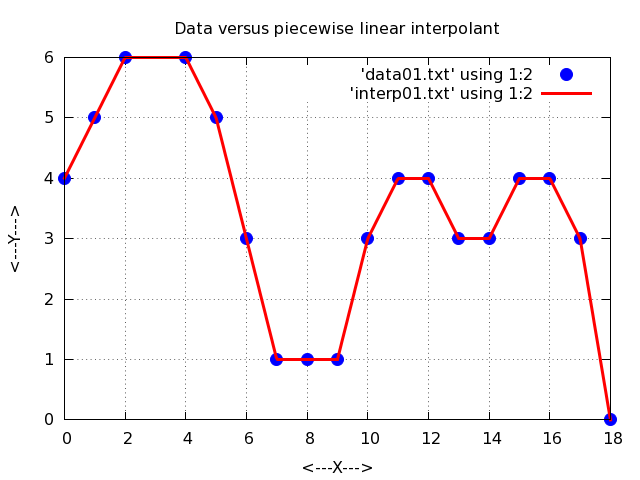 Data versus piecewise linear interpolant
'data01.txt' using 1:2
'interp01.txt' using 1:2
6
5
4
3
2
1
0
<---Y--->
0 2 4 6 8 10 12 14 16 18
<---X--->